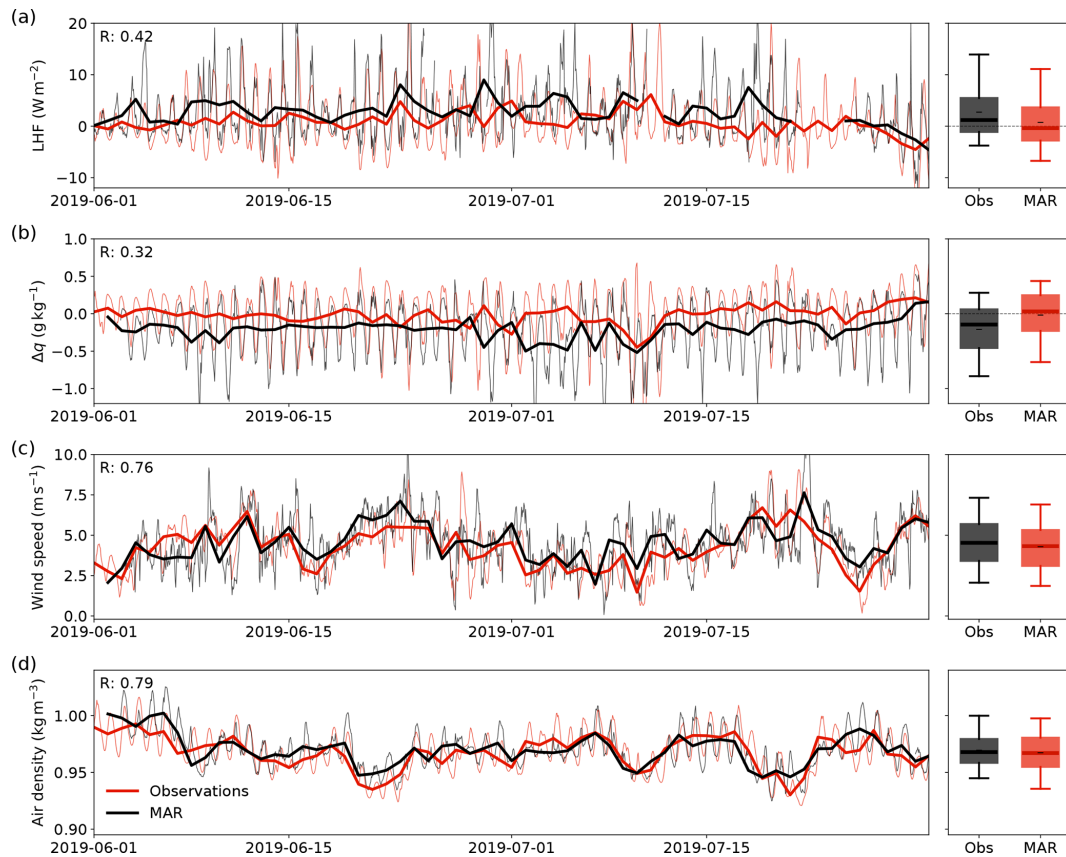 (a)
R: 0.42
LHF (W m⁻²)
20
10
0
−10
2019-06-01
2019-06-15
2019-07-01
2019-07-15
Obs
MAR
(b)
R: 0.32
Δq (g kg⁻¹)
1.0
0.5
0.0
−0.5
−1.0
2019-06-01
2019-06-15
2019-07-01
2019-07-15
Obs
MAR
(c)
R: 0.76
Wind speed (m s⁻¹)
10.0
7.5
5.0
2.5
0.0
2019-06-01
2019-06-15
2019-07-01
2019-07-15
Obs
MAR
(d)
R: 0.79
Air density (kgm⁻³)
1.00
0.95
0.90
Observations
MAR
2019-06-01
2019-06-15
2019-07-01
2019-07-15
Obs
MAR